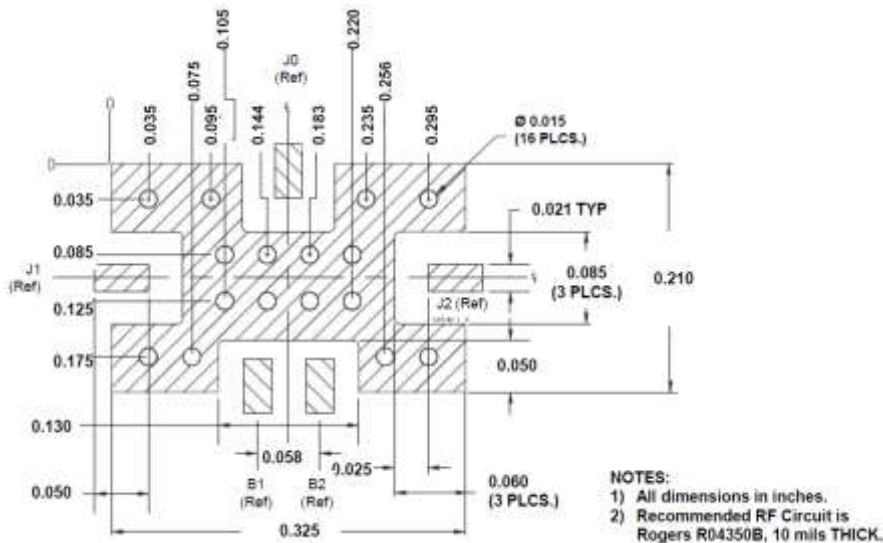 0.105
0.220
J0
(Ref)
0.075
0.256
0
0.035
0.095
0.144
0.183
0.235
0.295
Ø 0.015
(16 PLCS.)
0
0.035
0.021 TYP
0.085
J1
(Ref)
0.085
(3 PLCS.)
0.210
J2 (Ref)
0.125
0.175
0.050
0.130
0.058
0.025
0.050
B1
(Ref)
B2
(Ref)
0.060
(3 PLCS.)
0.325
NOTES:
1) All dimensions in inches.
2) Recommended RF Circuit is
Rogers R04350B, 10 mils THICK.